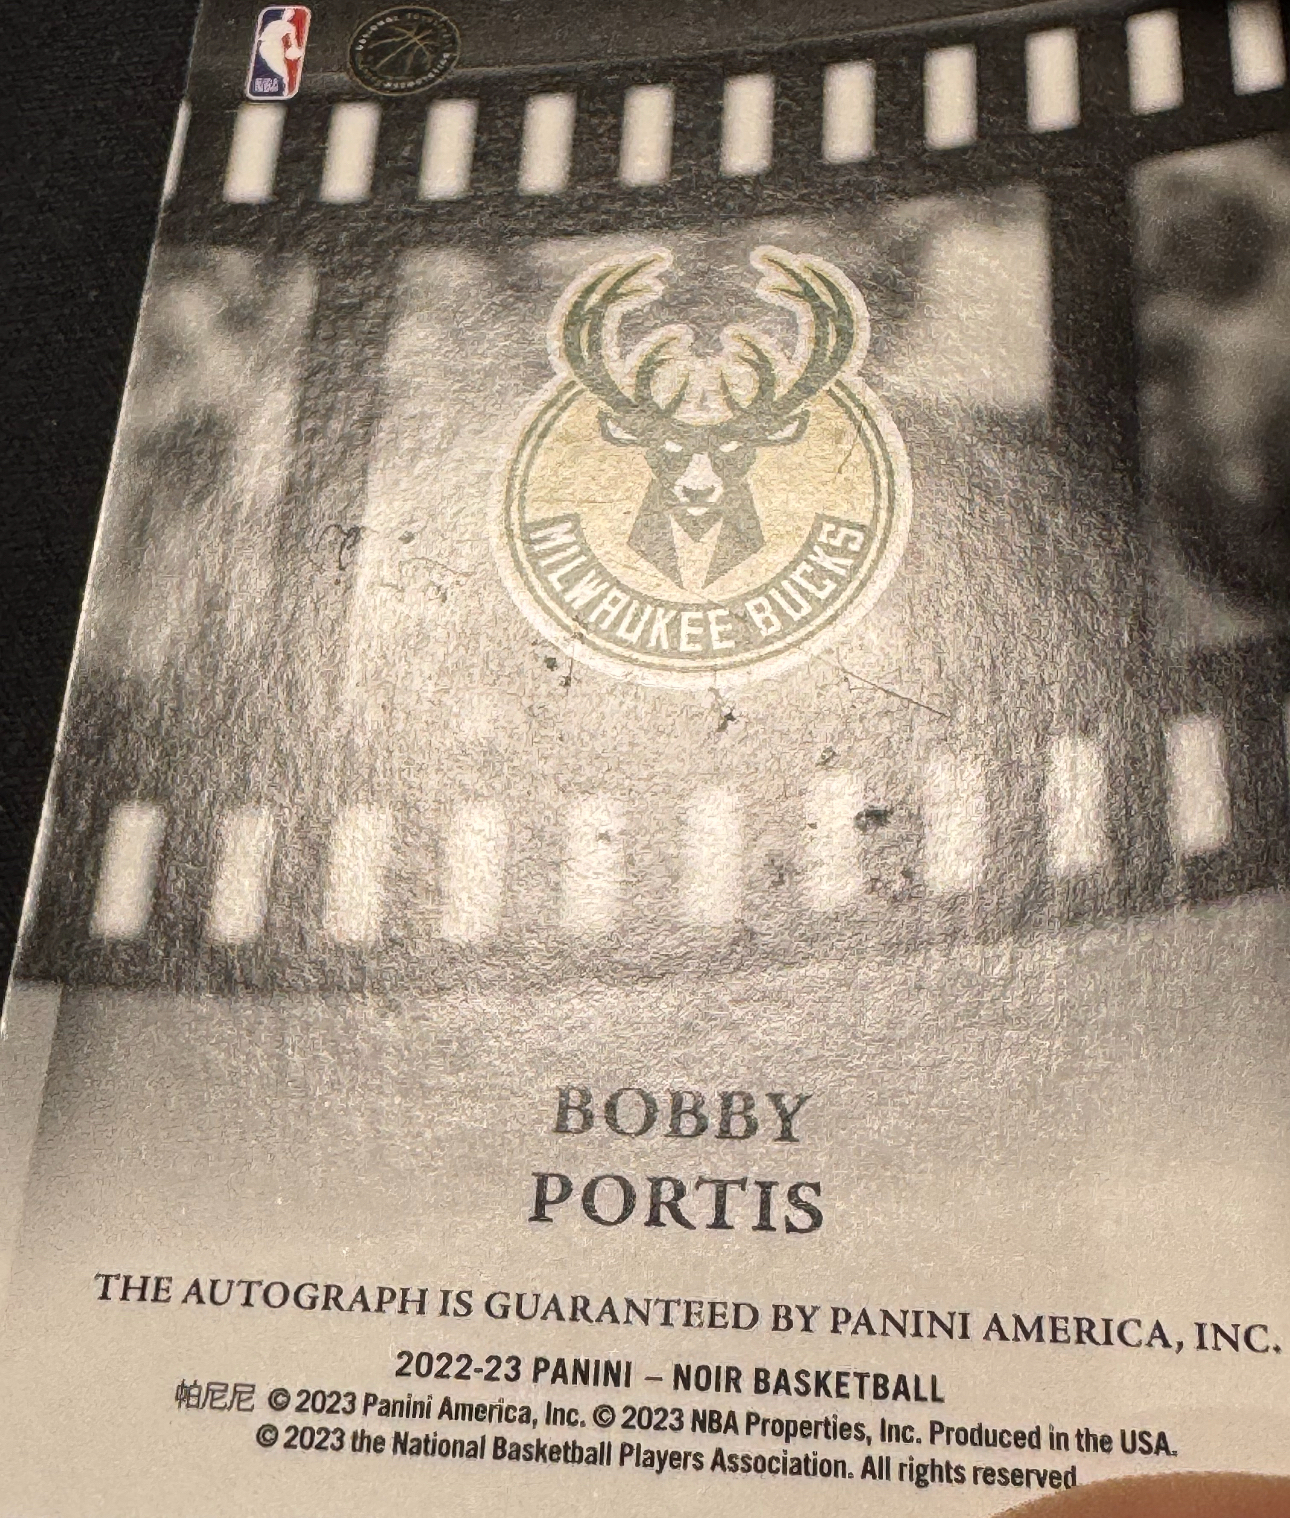 NBA
MILWAUKEE BUCKS
BOBBY
PORTIS
THE AUTOGRAPH IS GUARANTEED BY PANINI AMERICA, INC.
2022-23 PANINI – NOIR BASKETBALL
帕尼尼 © 2023 Panini America, Inc. © 2023 NBA Properties, Inc. Produced in the USA.
© 2023 the National Basketball Players Association. All rights reserved